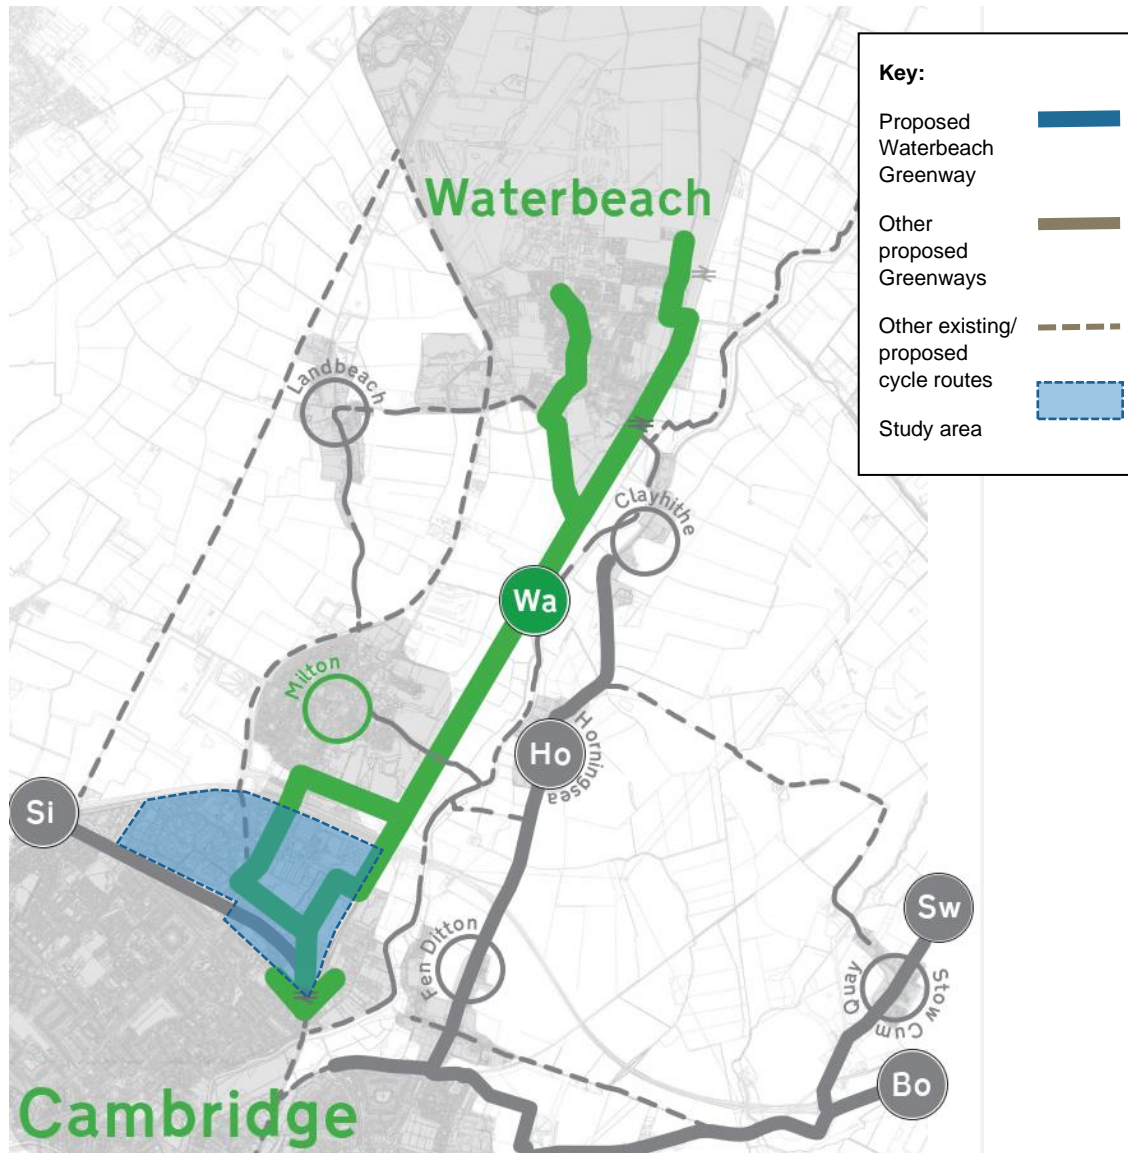 Key:
Proposed
Waterbeach
Greenway
Other
proposed
Greenways
Other existing/
proposed
cycle routes
Study area
Waterbeach
Landbeach
Clayhithe
Wa
Milton
Ho
Horningsea
Si
Sw
Fen Ditton
Quay
Stow Cum
Bo
Cambridge